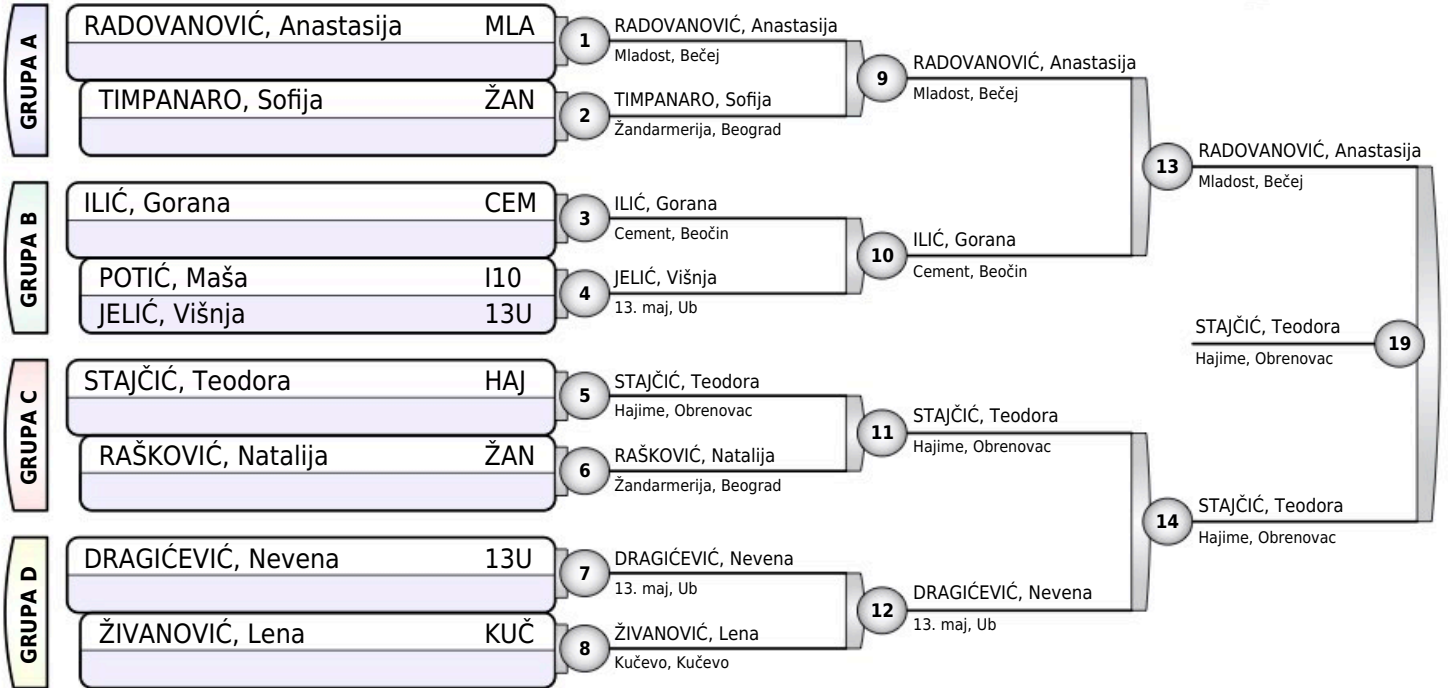 GRUPA A
RADOVANOVIĆ, Anastasija MLA
TIMPANARO, Sofija ŽAN
1
RADOVANOVIĆ, Anastasija
Mladost, Bečej
2
TIMPANARO, Sofija
Žandarmerija, Beograd
9
RADOVANOVIĆ, Anastasija
Mladost, Bečej
GRUPA B
ILIĆ, Gorana CEM
POTIĆ, Maša I10
JELIĆ, Višnja 13U
3
ILIĆ, Gorana
Cement, Beočin
4
JELIĆ, Višnja
13. maj, Ub
10
ILIĆ, Gorana
Cement, Beočin
13
RADOVANOVIĆ, Anastasija
Mladost, Bečej
GRUPA C
STAJČIĆ, Teodora HAJ
RAŠKOVIĆ, Natalija ŽAN
5
STAJČIĆ, Teodora
Hajime, Obrenovac
6
RAŠKOVIĆ, Natalija
Žandarmerija, Beograd
11
STAJČIĆ, Teodora
Hajime, Obrenovac
GRUPA D
DRAGIĆEVIĆ, Nevena 13U
ŽIVANOVIĆ, Lena KUČ
7
DRAGIĆEVIĆ, Nevena
13. maj, Ub
8
ŽIVANOVIĆ, Lena
Kučevo, Kučevo
12
DRAGIĆEVIĆ, Nevena
13. maj, Ub
14
STAJČIĆ, Teodora
Hajime, Obrenovac
STAJČIĆ, Teodora
Hajime, Obrenovac
19